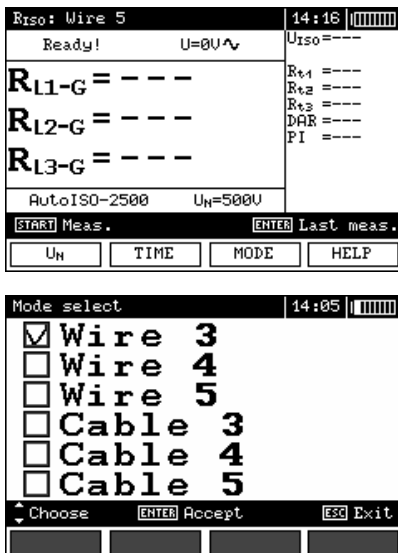 RISO: Wire 5 14:16
Ready! U=0V∿ UISO=---
RL1-G=---
Rt1 =---
Rt2 =---
RL2-G=---
Rt3 =---
DAR =---
PI =---
RL3-G=---
AutoISO-2500 UN=500V
START Meas. ENTER Last meas.
UN TIME MODE HELP
Mode select 14:05
Wire 3
Wire 4
Wire 5
Cable 3
Cable 4
Cable 5
Choose ENTER Accept ESC Exit